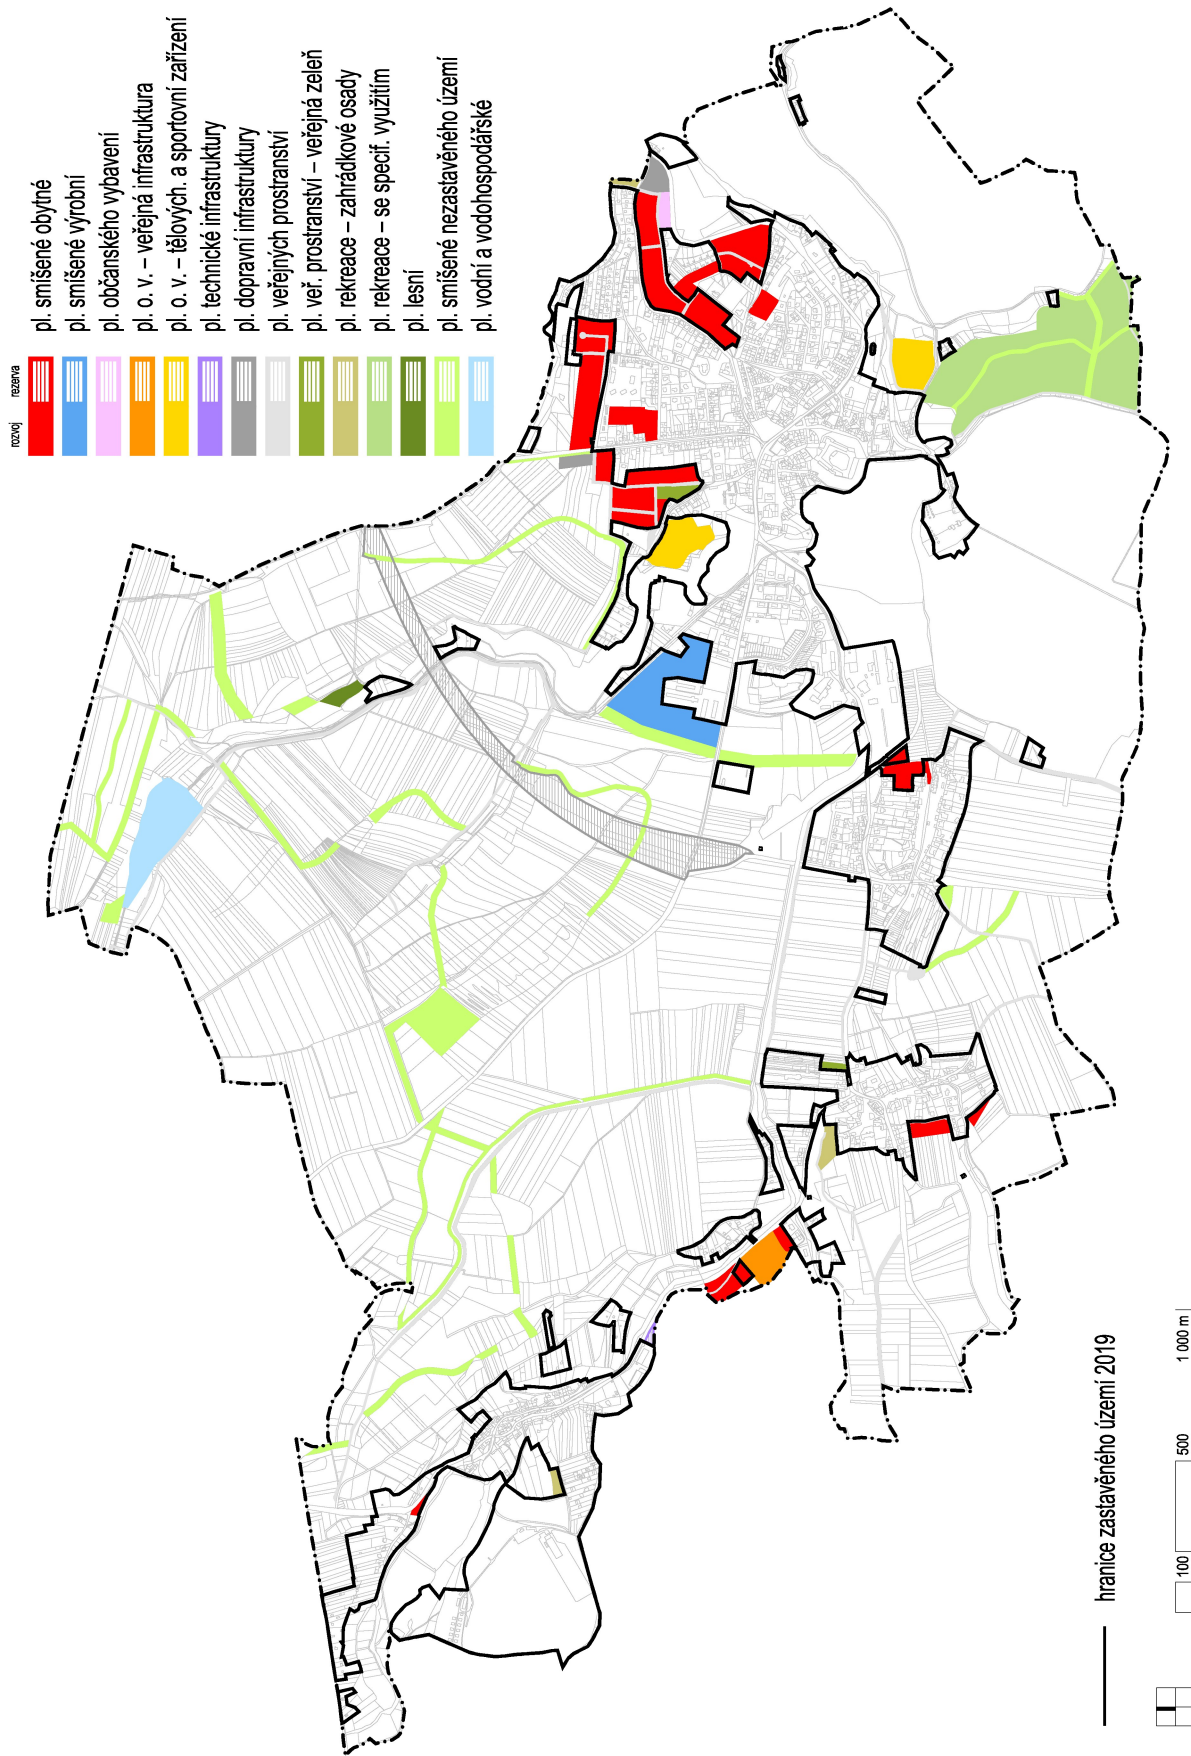 rozvoj rezerva
pl. smíšené obytné
pl. smíšené výrobní
pl. občanského vybavení
pl. o. v. – veřejná infrastruktura
pl. o. v. – tělových. a sportovní zařízení
pl. technické infrastruktury
pl. dopravní infrastruktury
pl. veřejných prostranství
pl. veř. prostranství – veřejná zeleň
pl. rekreace – zahrádkové osady
pl. rekreace – se specif. využitím
pl. lesní
pl. smíšené nezastavěného území
pl. vodní a vodohospodářské
hranice zastavěného území 2019
100 500 1 000 m